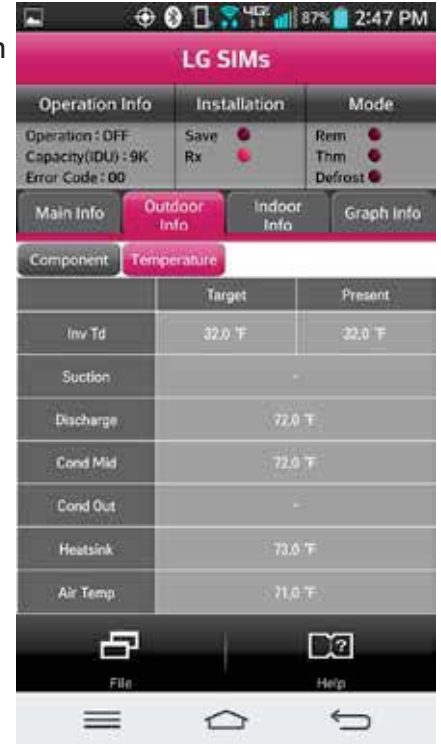 4G
LTE
87%
2:47 PM
LG SIMs
Operation Info
Installation
Mode
Operation : OFF
Capacity(IDU) : 9K
Error Code : 00
Save
Rx
Rem
Thm
Defrost
Main Info
Outdoor
Info
Indoor
Info
Graph Info
Component
Temperature
Target
Present
Inv Td
32.0 ℉
32.0 ℉
Suction
-
Discharge
72.0 ℉
Cond Mid
72.0 ℉
Cond Out
-
Heatsink
73.0 ℉
Air Temp
71.0 ℉
File
Help